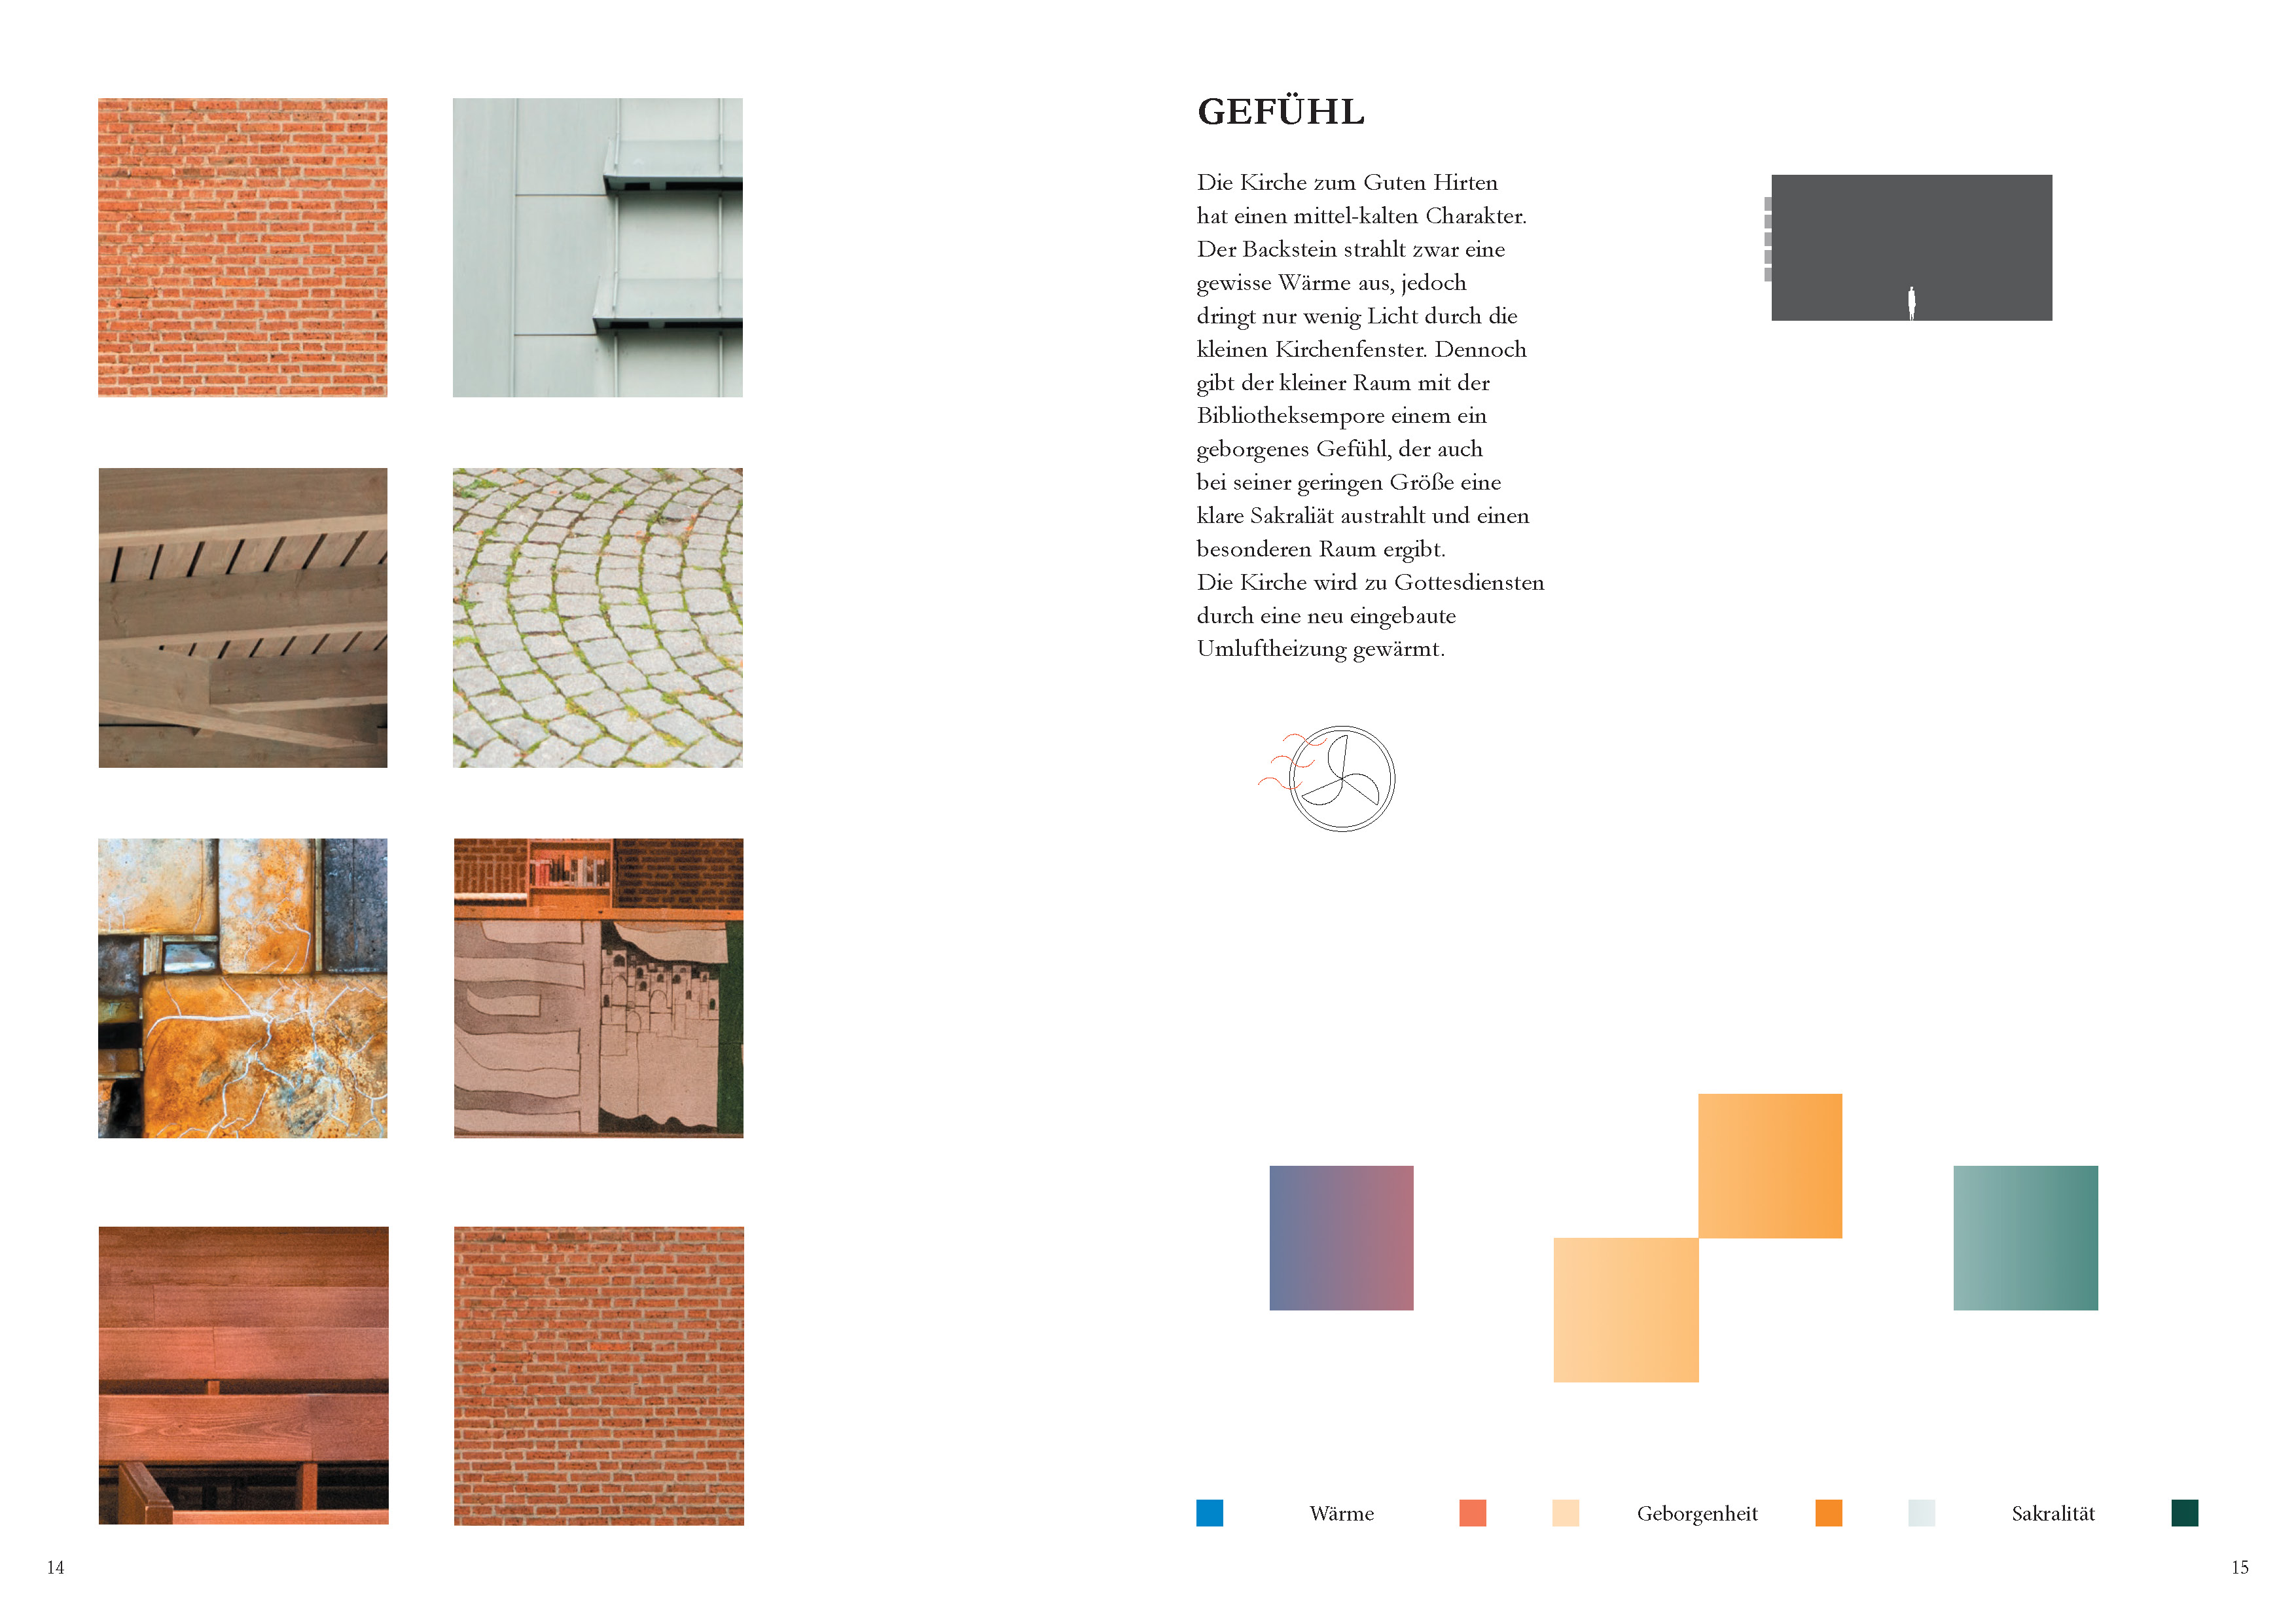 GEFÜHL
Die Kirche zum Guten Hirten
hat einen mittel-kalten Charakter.
Der Backstein strahlt zwar eine
gewisse Wärme aus, jedoch
dringt nur wenig Licht durch die
kleinen Kirchenfenster. Dennoch
gibt der kleiner Raum mit der
Bibliotheksempore einem ein
geborgenes Gefühl, der auch
bei seiner geringen Größe eine
klare Sakraliät austrahlt und einen
besonderen Raum ergibt.
Die Kirche wird zu Gottesdiensten
durch eine neu eingebaute
Umluftheizung gewärmt.
Wärme
Geborgenheit
Sakralität
14
15